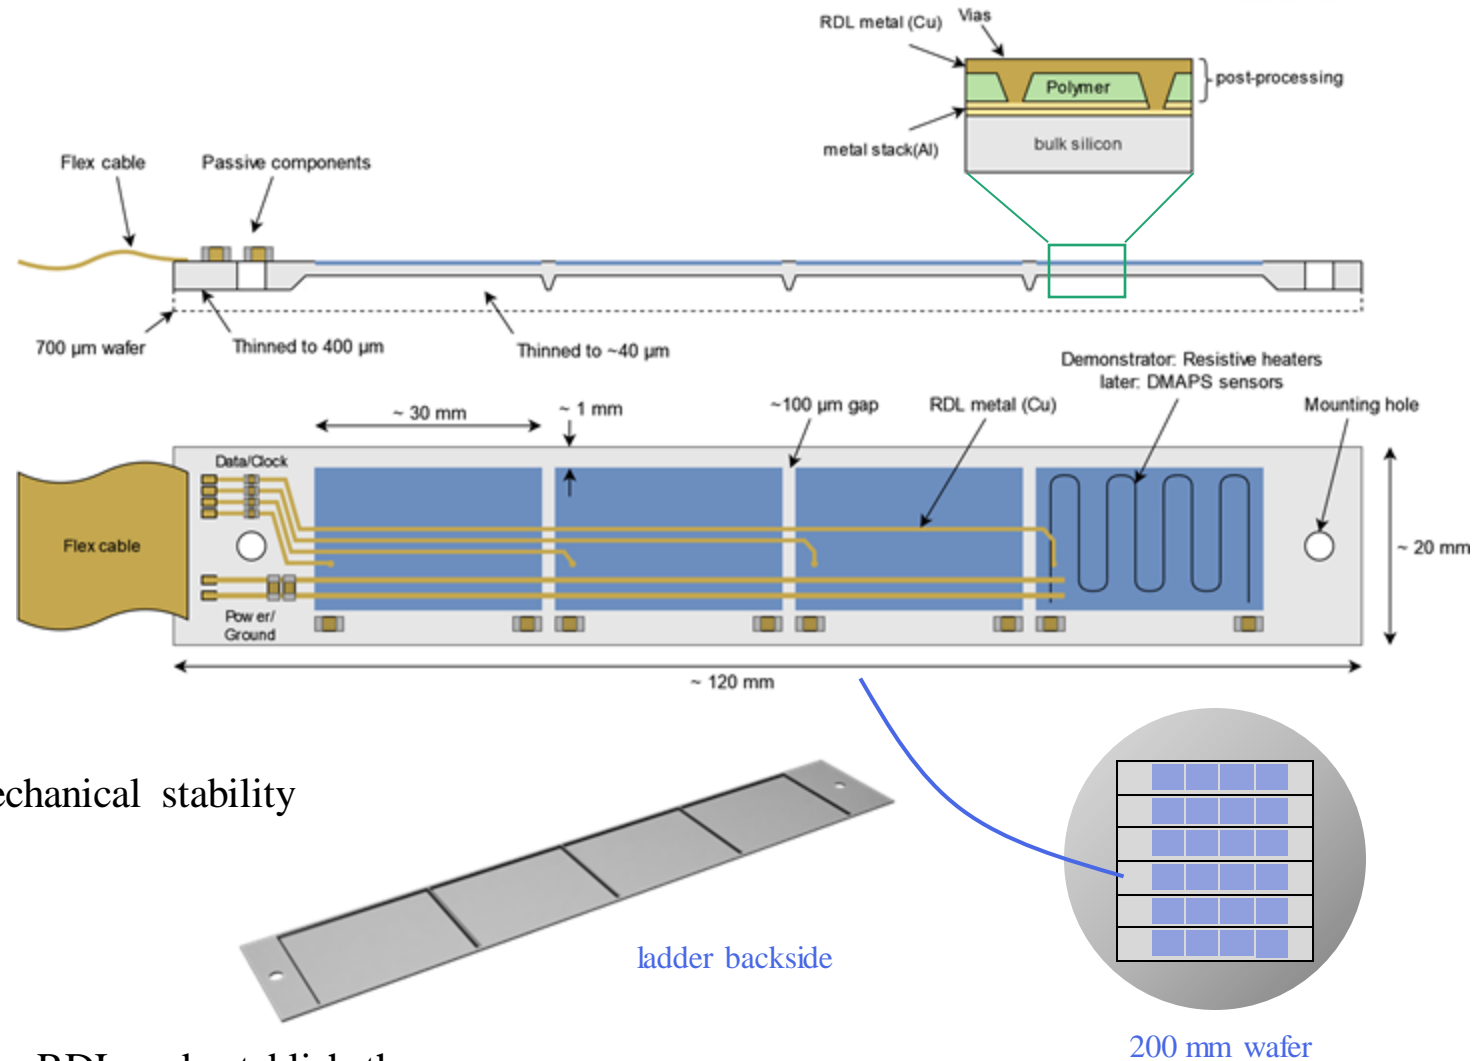 RDL metal (Cu)
Vias
Polymer
post-processing
metal stack(Al)
bulk silicon
Flex cable
Passive components
700 µm wafer
Thinned to 400 µm
Thinned to ~40 µm
Demonstrator: Resistive heaters
later: DMAPS sensors
~ 30 mm
~ 1 mm
~100 µm gap
RDL metal (Cu)
Mounting hole
Data/Clock
Flex cable
~ 20 mm
Power/
Ground
~ 120 mm
echanical stability
ladder backside
200 mm wafer